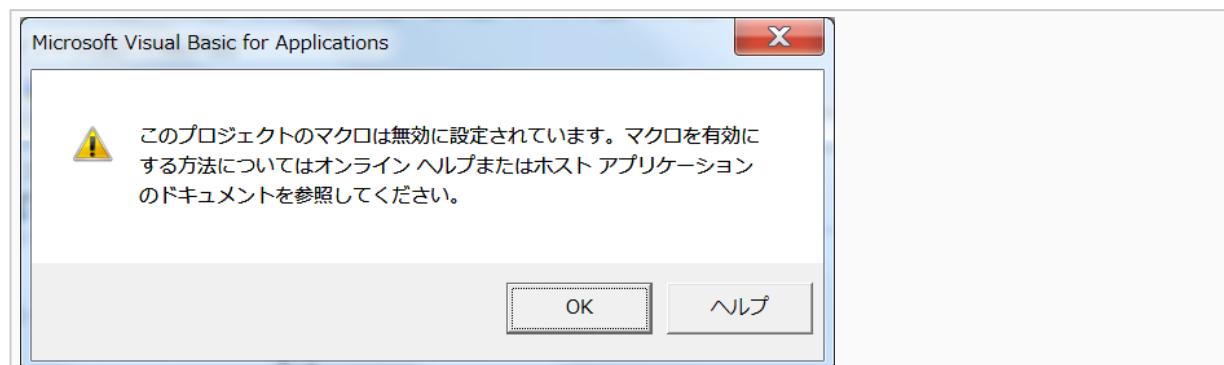 Microsoft Visual Basic for Applications
このプロジェクトのマクロは無効に設定されています。マクロを有効に
する方法についてはオンライン ヘルプまたはホスト アプリケーション
のドキュメントを参照してください。
OK ヘルプ